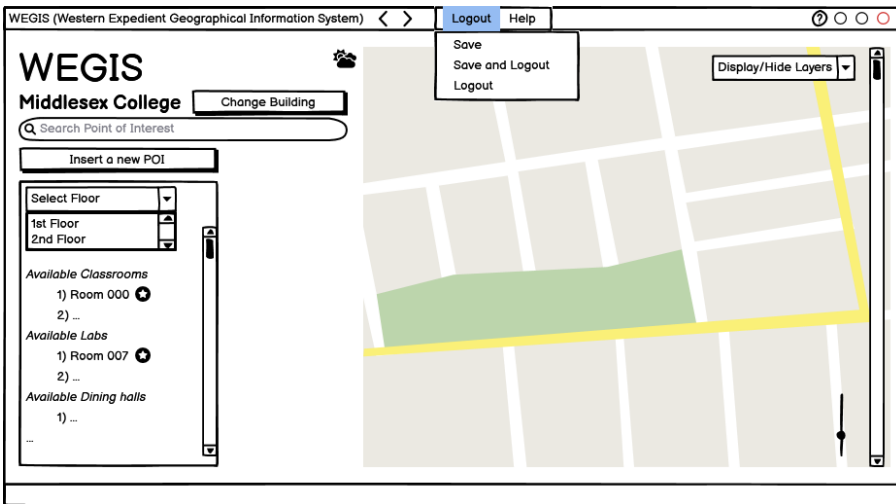 WEGIS (Western Expedient Geographical Information System)
Logout Help
Save
Save and Logout
Logout
WEGIS
Middlesex College
Change Building
Search Point of Interest
Insert a new POI
Select Floor
1st Floor
2nd Floor
Available Classrooms
1) Room 000
2) ...
Available Labs
1) Room 007
2) ...
Available Dining halls
1) ...
...
Display/Hide Layers